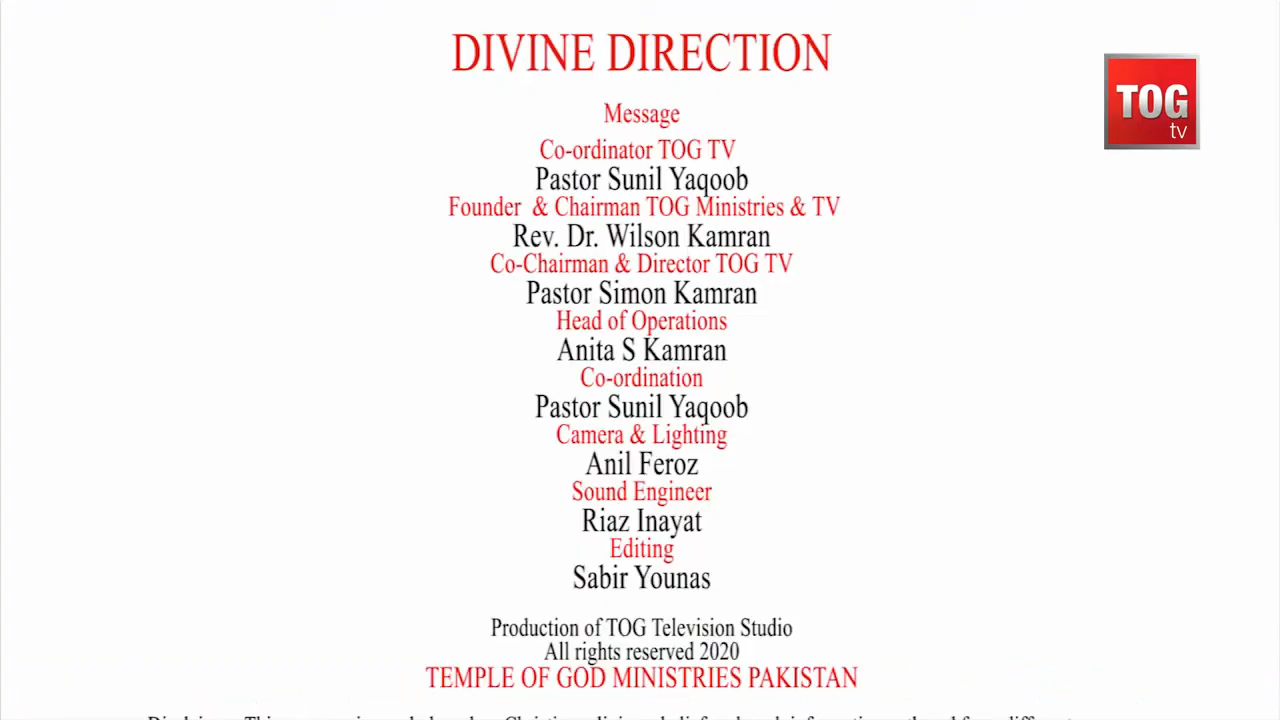 DIVINE DIRECTION
TOG
tv
Message
Co-ordinator TOG TV
Pastor Sunil Yaqoob
Founder & Chairman TOG Ministries & TV
Rev. Dr. Wilson Kamran
Co-Chairman & Director TOG TV
Pastor Simon Kamran
Head of Operations
Anita S Kamran
Co-ordination
Pastor Sunil Yaqoob
Camera & Lighting
Anil Feroz
Sound Engineer
Riaz Inayat
Editing
Sabir Younas
Production of TOG Television Studio
All rights reserved 2020
TEMPLE OF GOD MINISTRIES PAKISTAN